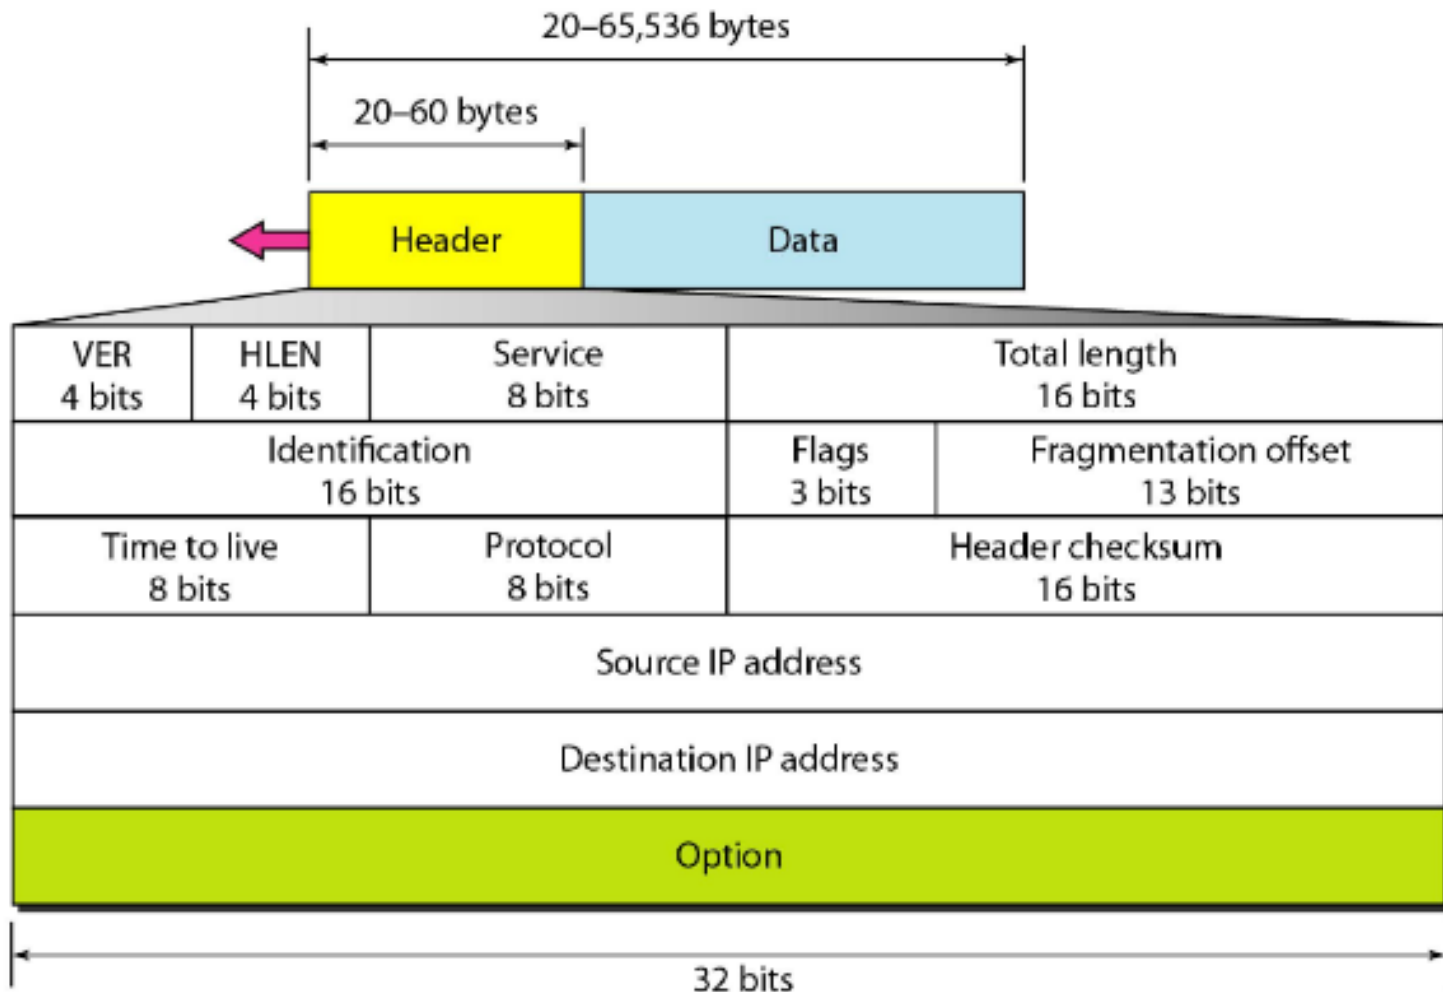 20–65,536 bytes
20–60 bytes
Header
Data
VER
4 bits
HLEN
4 bits
Service
8 bits
Total length
16 bits
Identification
16 bits
Flags
3 bits
Fragmentation offset
13 bits
Time to live
8 bits
Protocol
8 bits
Header checksum
16 bits
Source IP address
Destination IP address
Option
32 bits